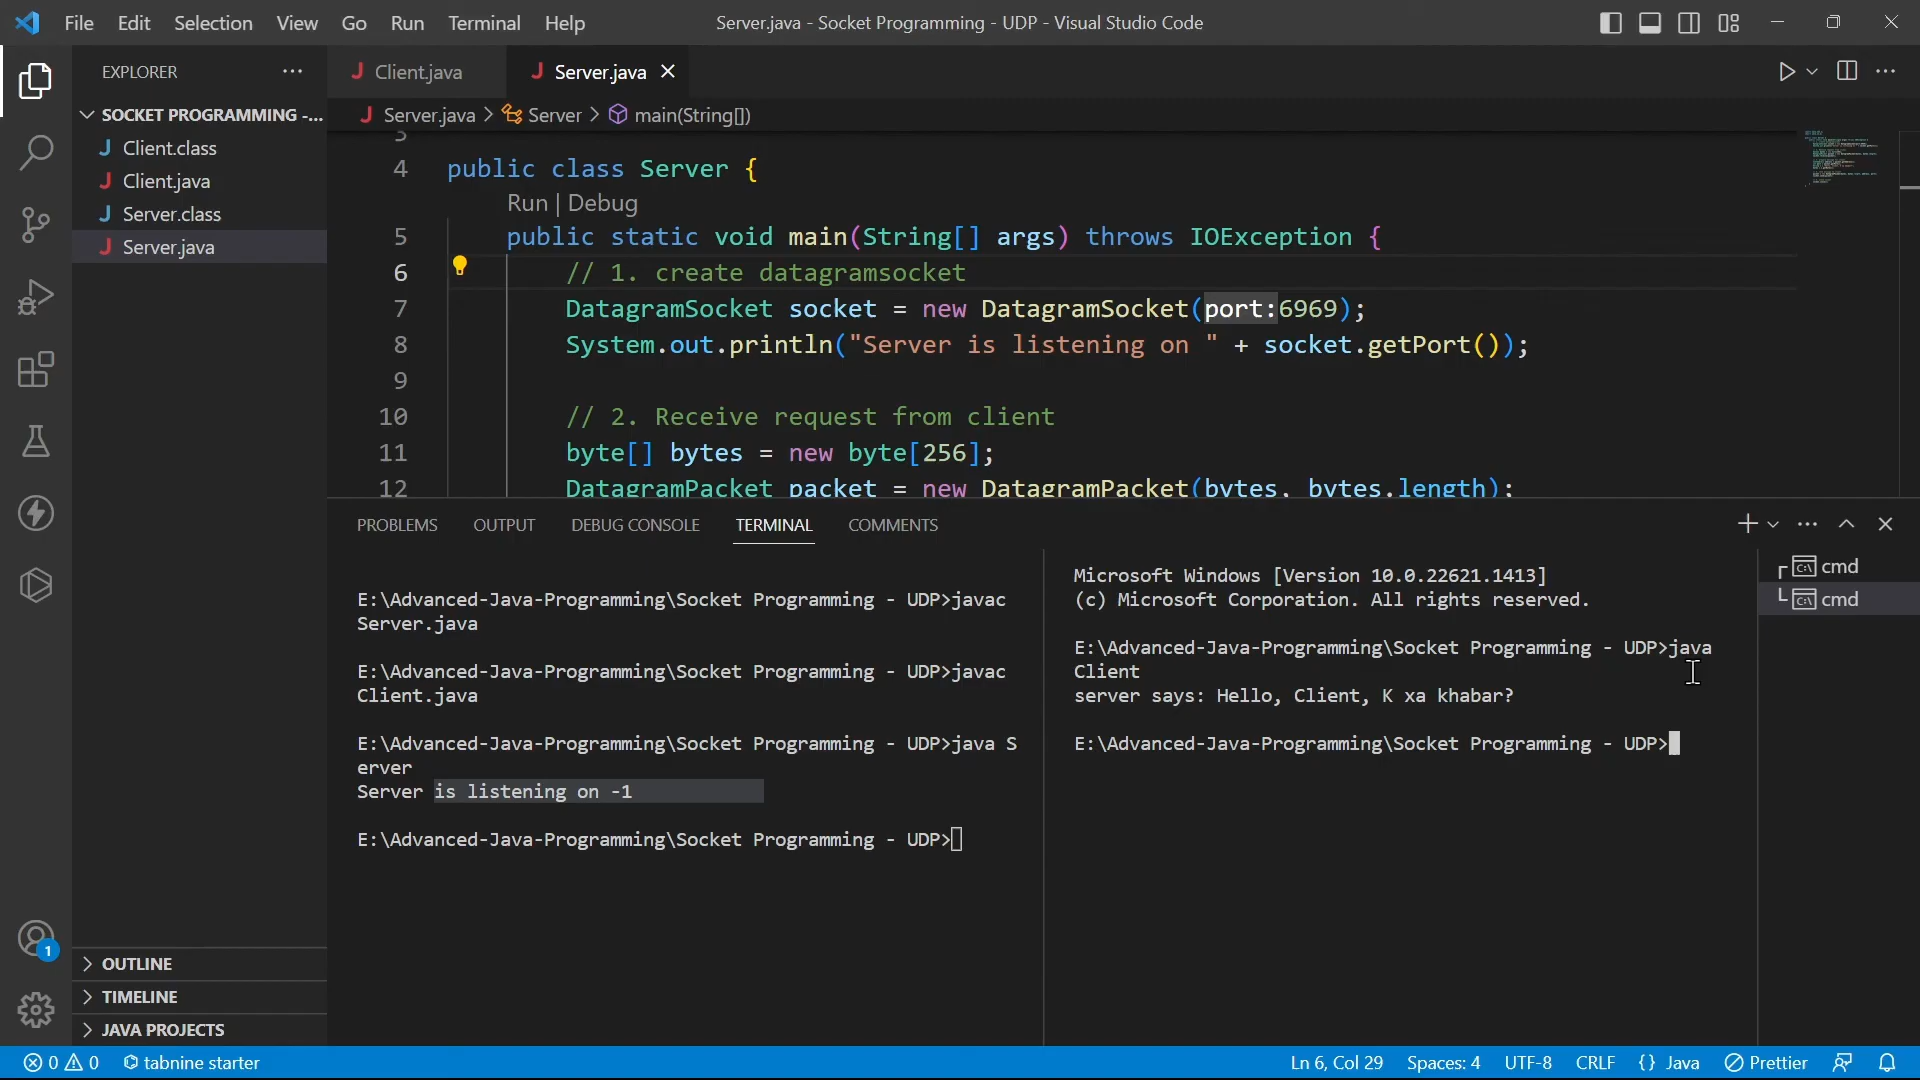 File Edit Selection View Go Run Terminal Help
Server.java - Socket Programming - UDP - Visual Studio Code
EXPLORER
SOCKET PROGRAMMING -...
Client.class
Client.java
Server.class
Server.java
OUTLINE
TIMELINE
JAVA PROJECTS
Client.java
Server.java
Server.java > Server > main(String[])
3
4 public class Server {
Run | Debug
5 public static void main(String[] args) throws IOException {
6 // 1. create datagramsocket
7 DatagramSocket socket = new DatagramSocket(port:6969);
8 System.out.println("Server is listening on " + socket.getPort());
9
10 // 2. Receive request from client
11 byte[] bytes = new byte[256];
12 DatagramPacket packet = new DatagramPacket(bytes, bytes.length);
PROBLEMS OUTPUT DEBUG CONSOLE TERMINAL COMMENTS
E:\Advanced-Java-Programming\Socket Programming - UDP>javac
Server.java
E:\Advanced-Java-Programming\Socket Programming - UDP>javac
Client.java
E:\Advanced-Java-Programming\Socket Programming - UDP>java S
erver
Server is listening on -1
E:\Advanced-Java-Programming\Socket Programming - UDP>
Microsoft Windows [Version 10.0.22621.1413]
(c) Microsoft Corporation. All rights reserved.
E:\Advanced-Java-Programming\Socket Programming - UDP>java
Client
server says: Hello, Client, K xa khabar?
E:\Advanced-Java-Programming\Socket Programming - UDP>
cmd
cmd
1
0 0 tabnine starter
Ln 6, Col 29 Spaces: 4 UTF-8 CRLF {} Java Prettier